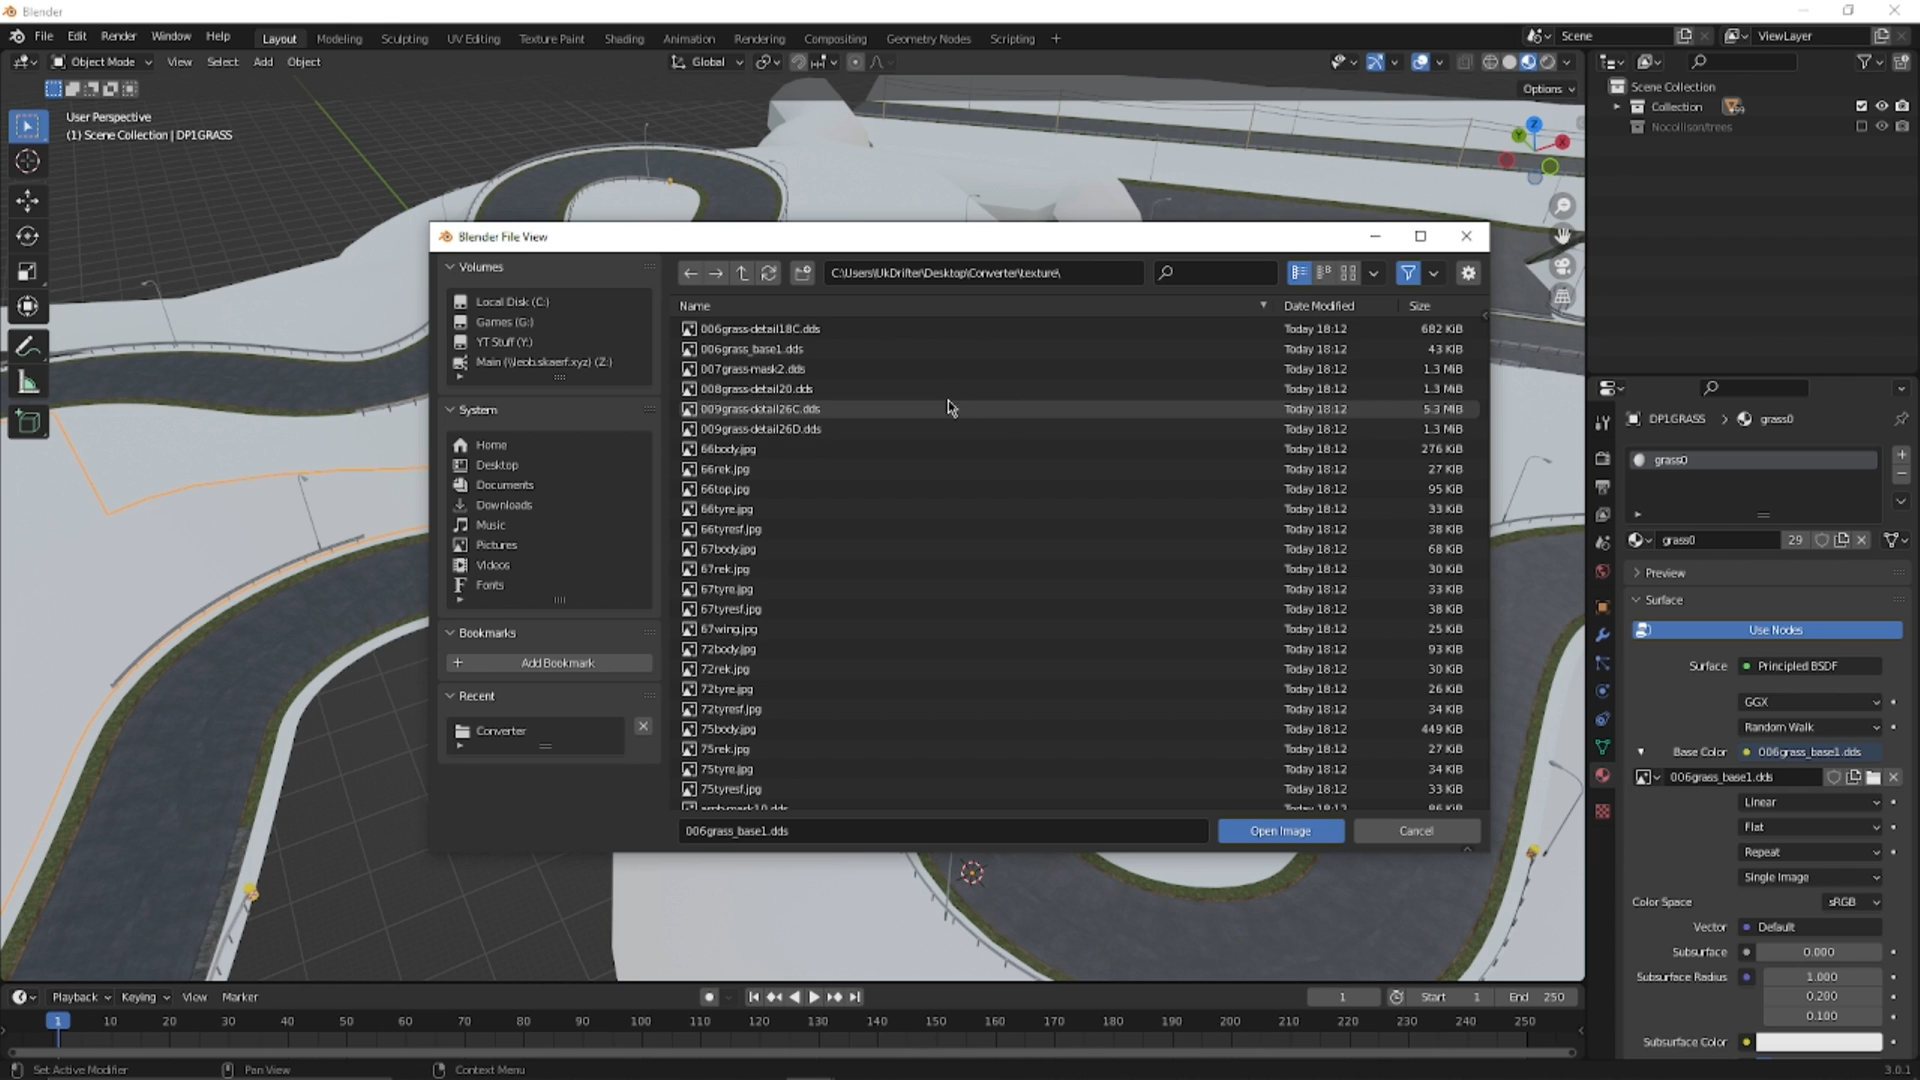 Blender
File Edit Render Window Help Layout Modeling Sculpting UV Editing Texture Paint Shading Animation Rendering Compositing Geometry Nodes Scripting + Scene ViewLayer
Object Mode View Select Add Object Global
Options
User Perspective
(1) Scene Collection | DP1GRASS
Scene Collection
Collection
Nocollison/trees
Blender File View
Volumes
Local Disk (C:)
Games (G:)
YT Stuff (Y:)
Main (\\leob.skaerf.xyz) (Z:)
System
Home
Desktop
Documents
Downloads
Music
Pictures
Videos
Fonts
Bookmarks
Add Bookmark
Recent
Converter
C:\Users\UkDrifter\Desktop\Converter\texture\
Name Date Modified Size
006grass-detail18C.dds Today 18:12 682 KiB
006grass_base1.dds Today 18:12 43 KiB
007grass-mask2.dds Today 18:12 1.3 MiB
008grass-detail20.dds Today 18:12 1.3 MiB
009grass-detail26C.dds Today 18:12 5.3 MiB
009grass-detail26D.dds Today 18:12 1.3 MiB
66body.jpg Today 18:12 276 KiB
66rek.jpg Today 18:12 27 KiB
66top.jpg Today 18:12 95 KiB
66tyre.jpg Today 18:12 33 KiB
66tyresf.jpg Today 18:12 38 KiB
67body.jpg Today 18:12 68 KiB
67rek.jpg Today 18:12 30 KiB
67tyre.jpg Today 18:12 33 KiB
67tyresf.jpg Today 18:12 38 KiB
67wing.jpg Today 18:12 25 KiB
72body.jpg Today 18:12 93 KiB
72rek.jpg Today 18:12 30 KiB
72tyre.jpg Today 18:12 26 KiB
72tyresf.jpg Today 18:12 34 KiB
75body.jpg Today 18:12 449 KiB
75rek.jpg Today 18:12 27 KiB
75tyre.jpg Today 18:12 34 KiB
75tyresf.jpg Today 18:12 33 KiB
006grass_base1.dds Open Image Cancel
DP1GRASS > grass0
grass0
grass0 29
Preview
Surface
Use Nodes
Surface Principled BSDF
GGX
Random Walk
Base Color 006grass_base1.dds
006grass_base1.dds
Linear
Flat
Repeat
Single Image
Color Space sRGB
Vector Default
Subsurface 0.000
Subsurface Radius 1.000
0.200
0.100
Subsurface Color
Playback Keying View Marker 1 Start 1 End 250
1 10 20 30 40 50 60 70 80 90 100 110 120 130 140 150 160 170 180 190 200 210 220 230 240 250
Set Active Modifier Pan View Context Menu 3.0.1